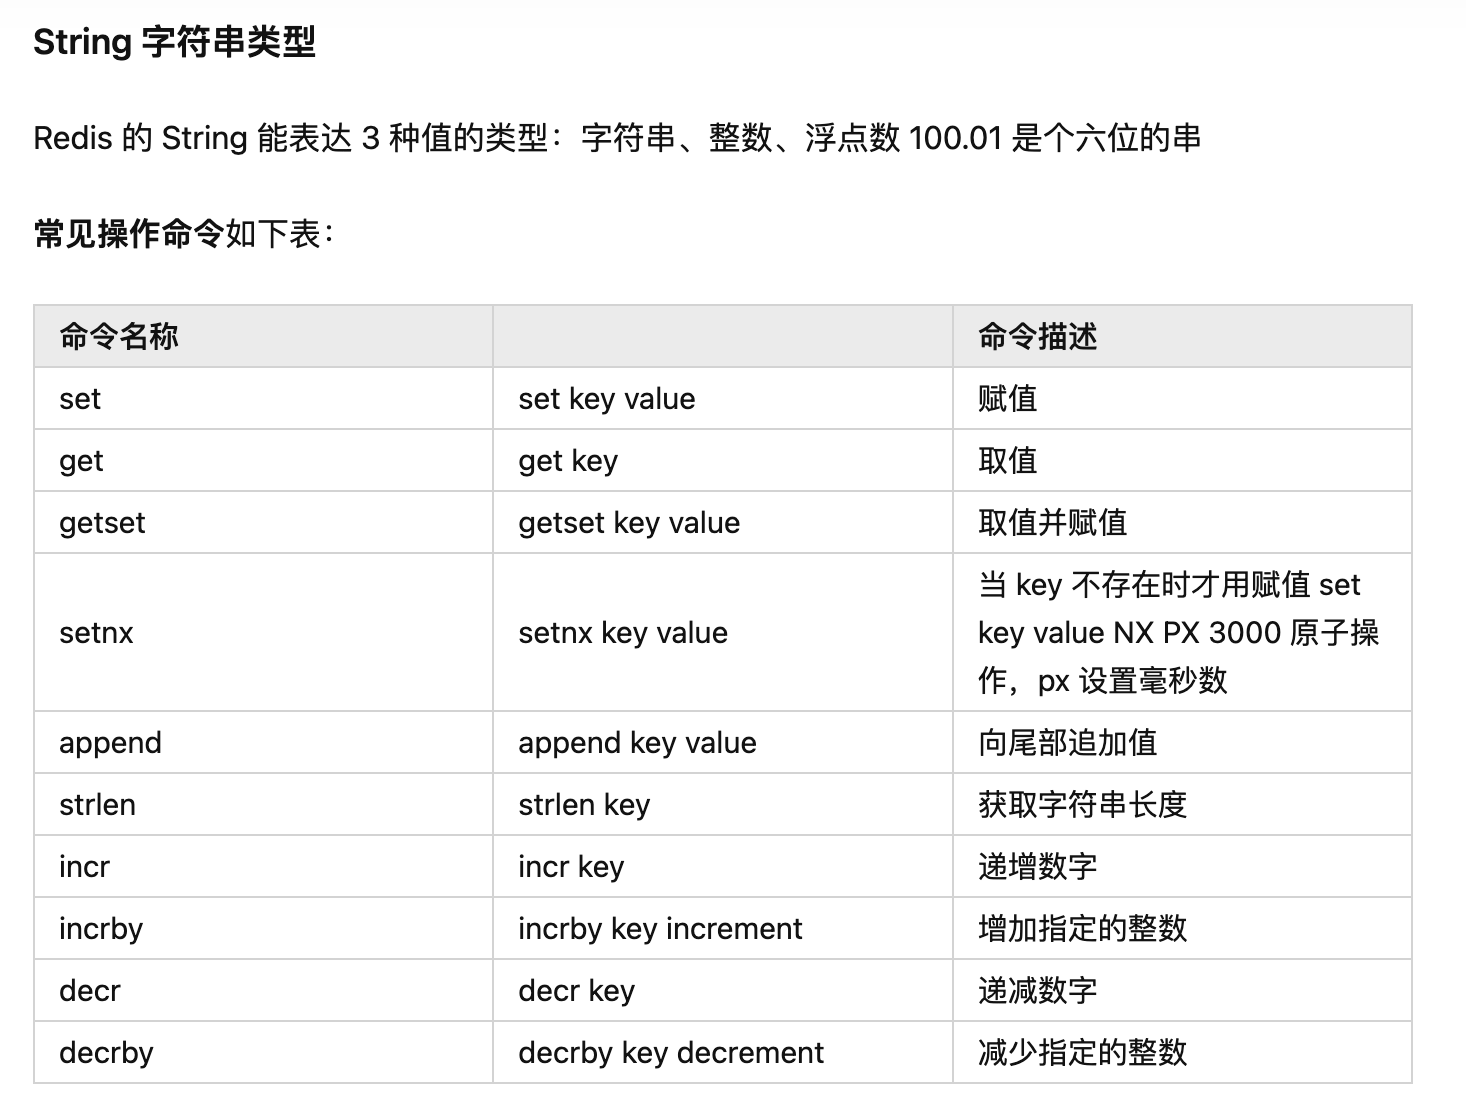 String 字符串类型
Redis 的 String 能表达 3 种值的类型：字符串、整数、浮点数 100.01 是个六位的串
常见操作命令如下表：
命令名称 命令描述
set set key value 赋值
get get key 取值
getset getset key value 取值并赋值
setnx setnx key value 当 key 不存在时才用赋值 set
key value NX PX 3000 原子操
作，px 设置毫秒数
append append key value 向尾部追加值
strlen strlen key 获取字符串长度
incr incr key 递增数字
incrby incrby key increment 增加指定的整数
decr decr key 递减数字
decrby decrby key decrement 减少指定的整数